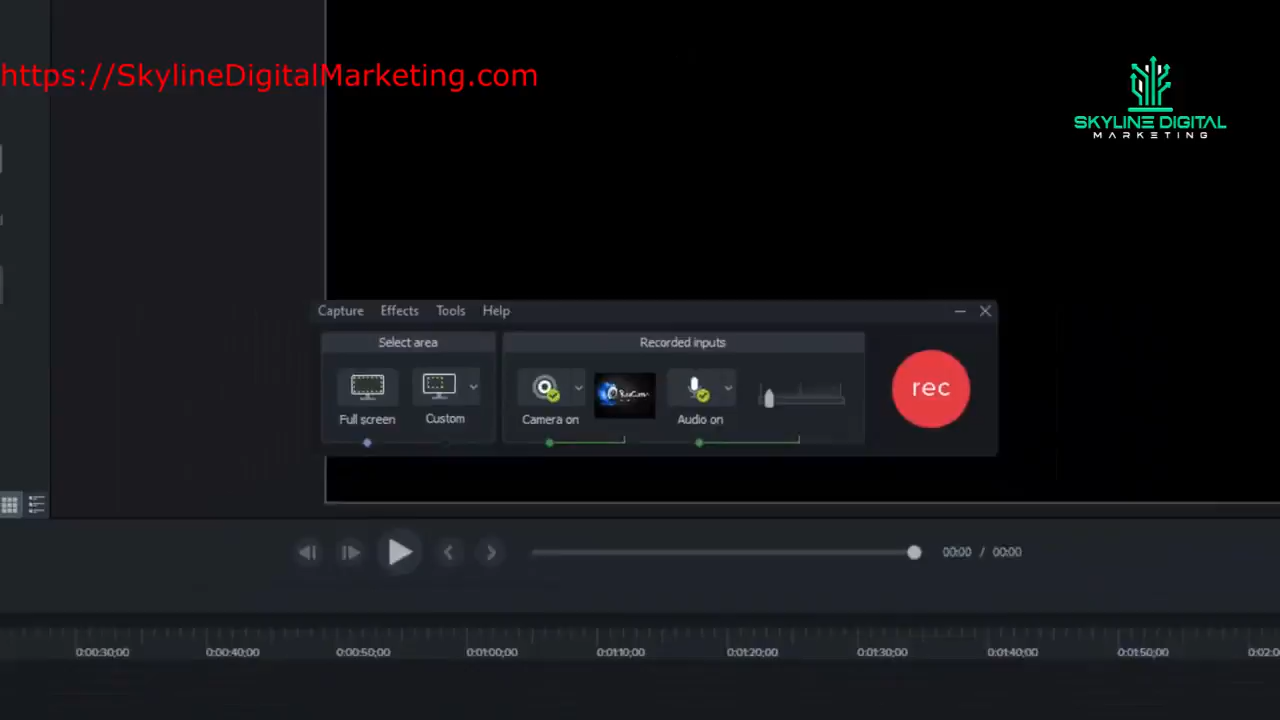 https://SkylineDigitalMarketing.com
SKYLINE DIGITAL
MARKETING
Capture Effects Tools Help
Select area
Recorded inputs
Full screen
Custom
Camera on
Audio on
rec
00:00 / 00:00
0:00:30;00 0:00:40;00 0:00:50;00 0:01:00;00 0:01:10;00 0:01:20;00 0:01:30;00 0:01:40;00 0:01:50;00